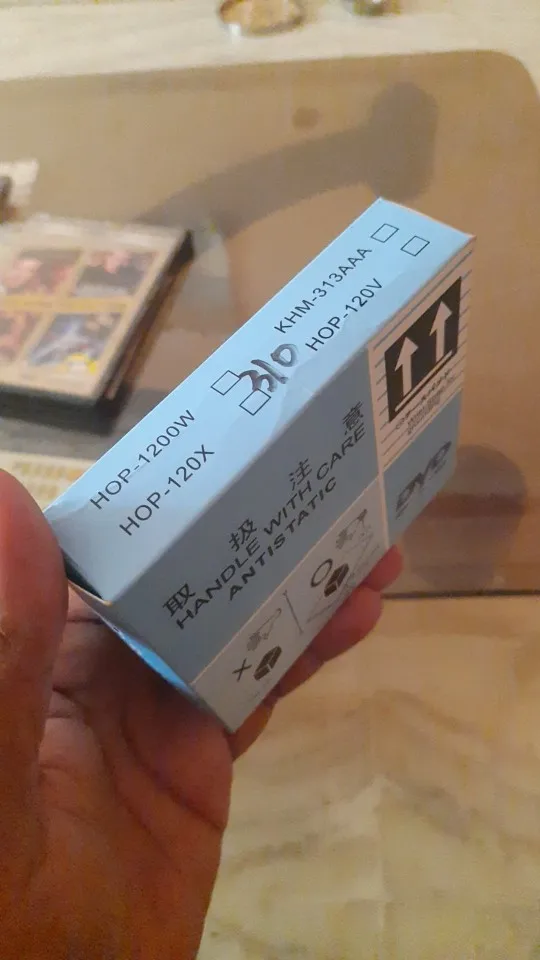 KHM-313AAA
HOP-120V
310
HOP-1200W
HOP-120X
取 扱 注 意
HANDLE WITH CARE
ANTISTATIC
DVD